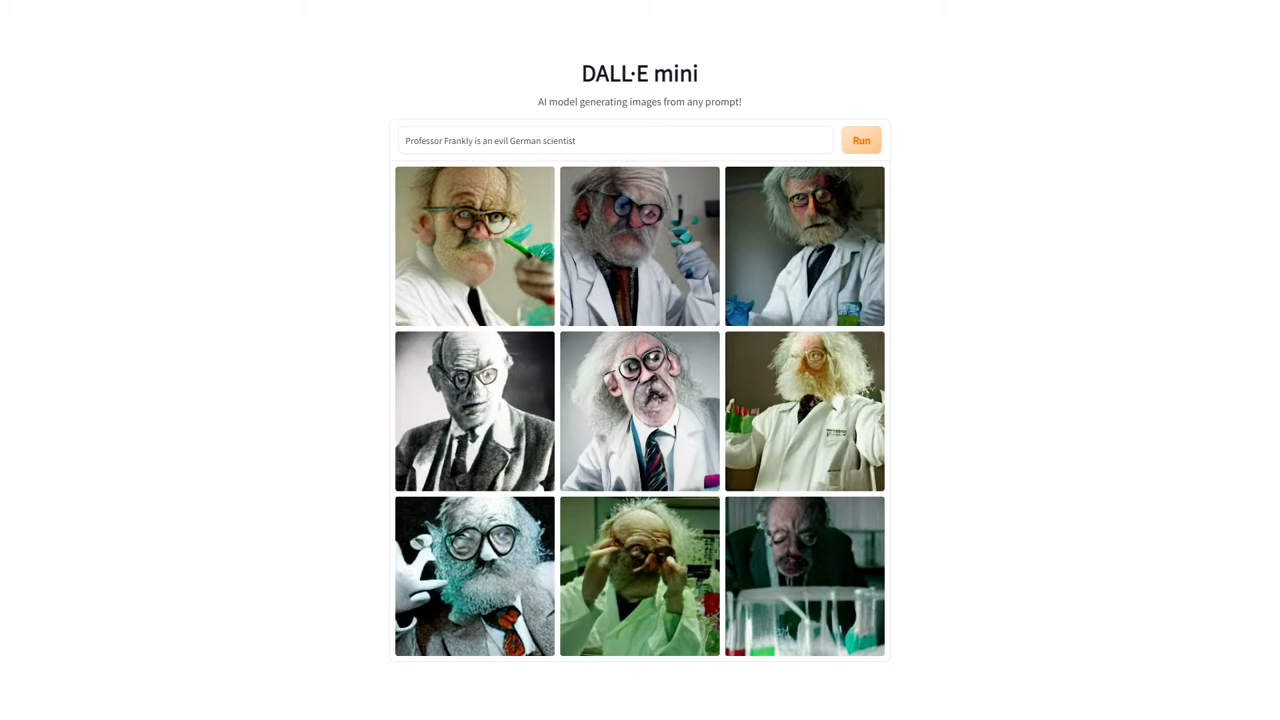 DALL·E mini
AI model generating images from any prompt!
Professor Frankly is an evil German scientist
Run